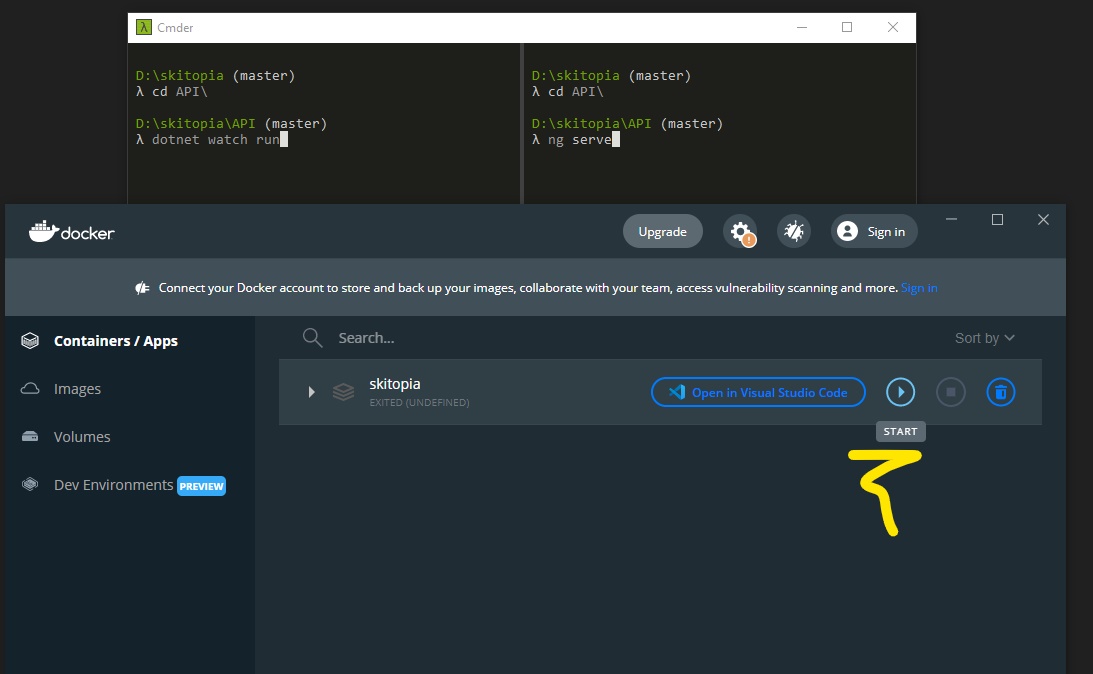 Cmder
D:\skitopia (master)
λ cd API\
D:\skitopia\API (master)
λ dotnet watch run
D:\skitopia (master)
λ cd API\
D:\skitopia\API (master)
λ ng serve
docker
Upgrade
Sign in
Connect your Docker account to store and back up your images, collaborate with your team, access vulnerability scanning and more. Sign in
Containers / Apps
Images
Volumes
Dev Environments PREVIEW
Search...
Sort by
skitopia
EXITED (UNDEFINED)
Open in Visual Studio Code
START